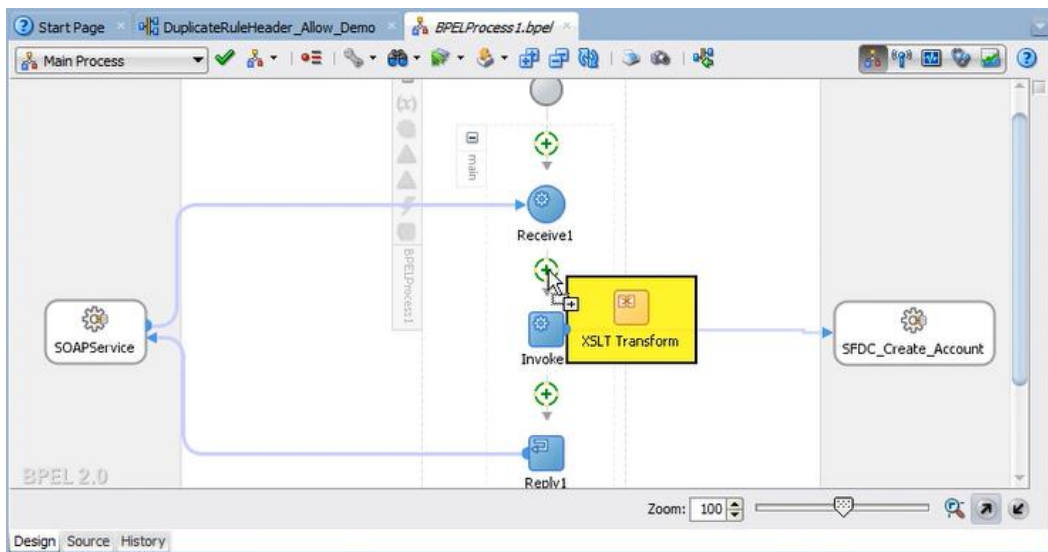 Start Page
DuplicateRuleHeader_Allow_Demo
BPELProcess1.bpel
Main Process
(x)
main
Receive1
BPELProcess1
SOAPService
XSLT Transform
Invoke
SFDC_Create_Account
Reply1
BPEL 2.0
Zoom: 100
Design Source History